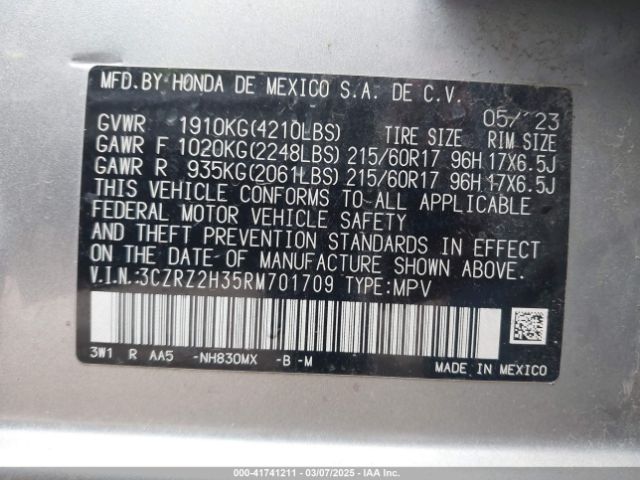 MFD. BY HONDA DE MEXICO S.A. DE C.V.
05/23
GVWR 1910KG(4210LBS) TIRE SIZE RIM SIZE
GAWR F 1020KG(2248LBS) 215/60R17 96H 17X6.5J
GAWR R 935KG(2061LBS) 215/60R17 96H 17X6.5J
THIS VEHICLE CONFORMS TO ALL APPLICABLE
FEDERAL MOTOR VEHICLE SAFETY
AND THEFT PREVENTION STANDARDS IN EFFECT
ON THE DATE OF MANUFACTURE SHOWN ABOVE.
V.I.N.:3CZRZ2H35RM701709 TYPE:MPV
3W1 R AA5 -NH830MX -B -M
MADE IN MEXICO
000-41741211 - 03/07/2025 - IAAI.COM